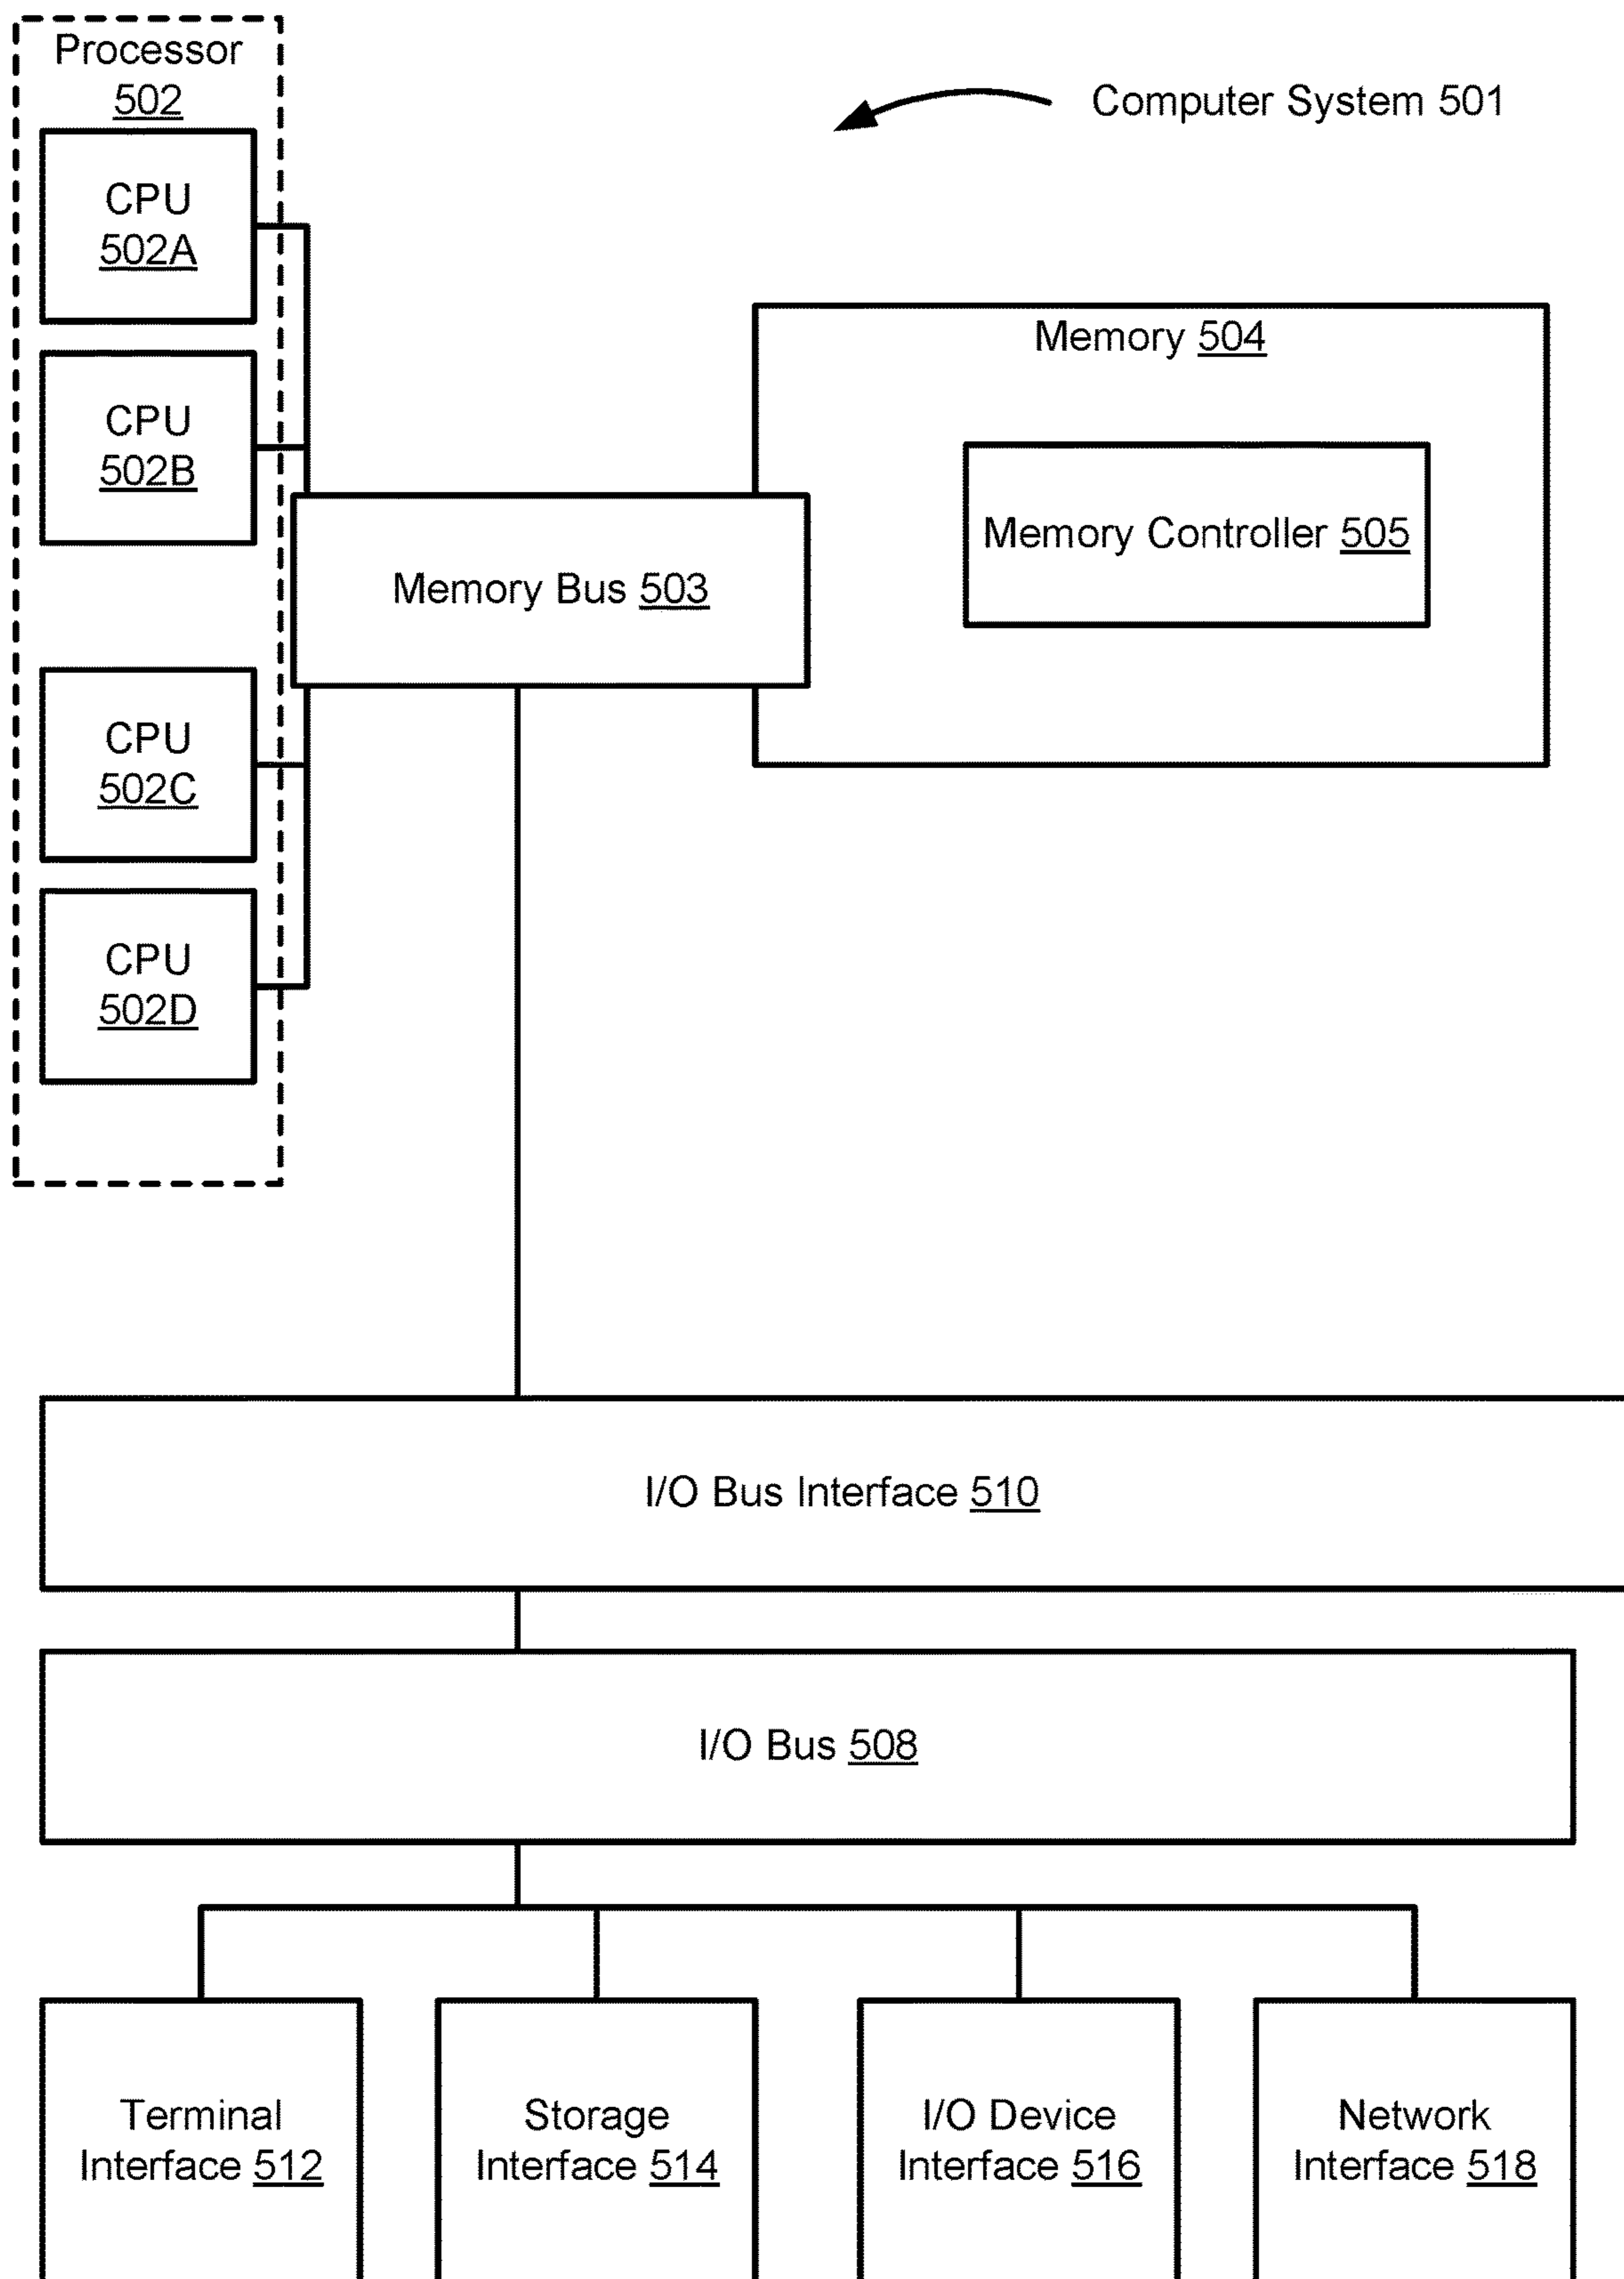 Processor
502
Computer System 501
CPU
502A
CPU
502B
Memory 504
Memory Controller 505
Memory Bus 503
CPU
502C
CPU
502D
I/O Bus Interface 510
I/O Bus 508
Terminal
Interface 512
Storage
Interface 514
I/O Device
Interface 516
Network
Interface 518